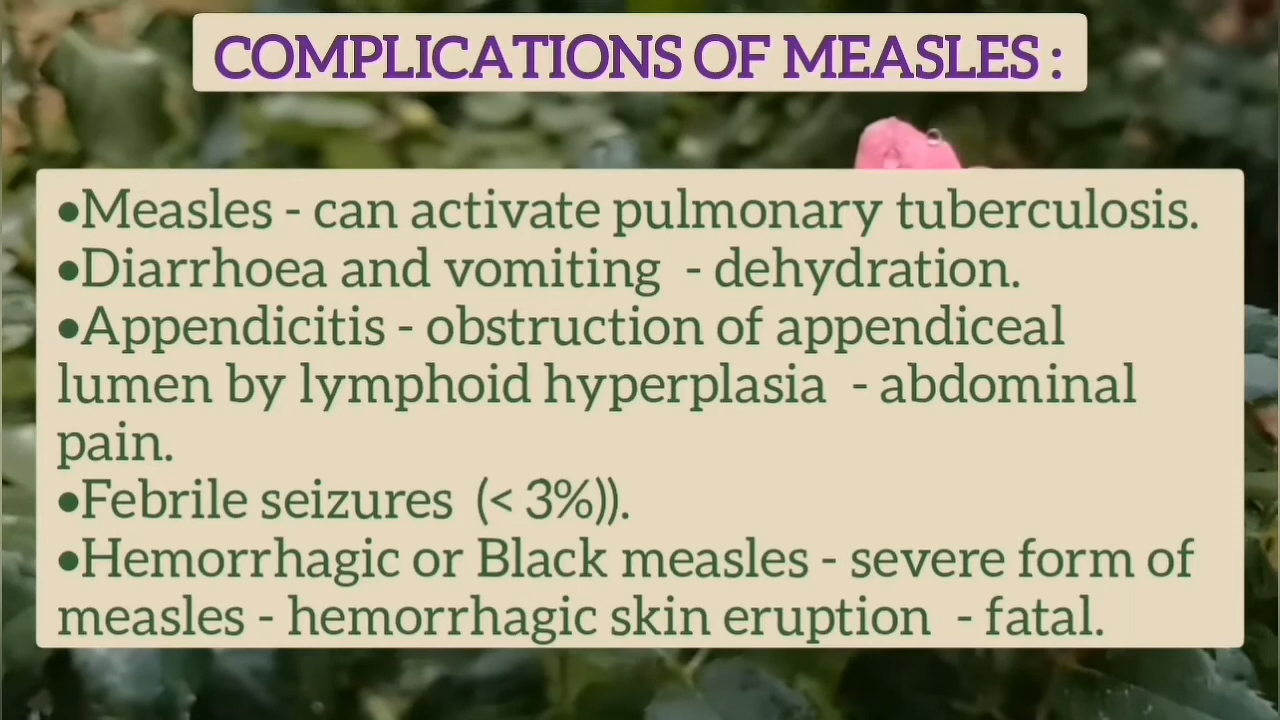 COMPLICATIONS OF MEASLES :
•Measles - can activate pulmonary tuberculosis.
•Diarrhoea and vomiting - dehydration.
•Appendicitis - obstruction of appendiceal
lumen by lymphoid hyperplasia - abdominal
pain.
•Febrile seizures (< 3%)).
•Hemorrhagic or Black measles - severe form of
measles - hemorrhagic skin eruption - fatal.